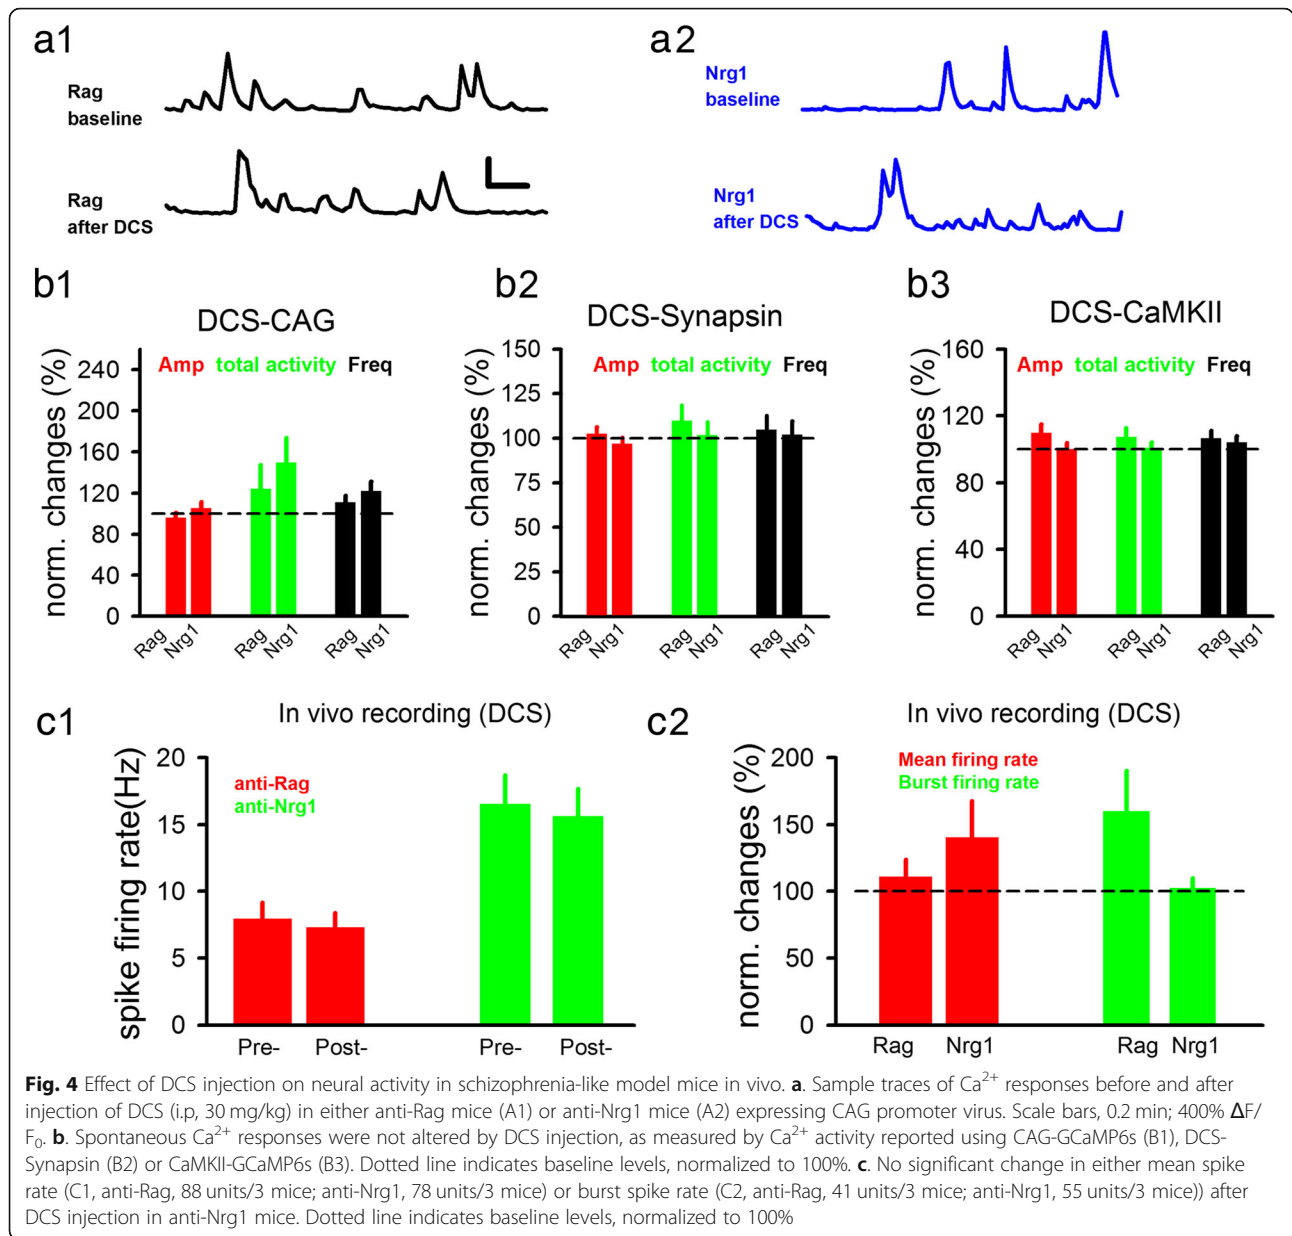 a1
Rag
baseline
Rag
after DCS
a2
Nrg1
baseline
Nrg1
after DCS
b1
DCS-CAG
norm. changes (%)
Amp total activity Freq
240
200
160
120
80
40
0
Rag
Nrg1
Rag
Nrg1
Rag
Nrg1
b2
DCS-Synapsin
norm. changes (%)
Amp total activity Freq
150
125
100
75
50
25
0
Rag
Nrg1
Rag
Nrg1
Rag
Nrg1
b3
DCS-CaMKII
norm. changes (%)
Amp total activity Freq
160
120
80
40
0
Rag
Nrg1
Rag
Nrg1
Rag
Nrg1
c1
In vivo recording (DCS)
spike firing rate(Hz)
anti-Rag
anti-Nrg1
20
15
10
5
0
Pre- Post- Pre- Post-
c2
In vivo recording (DCS)
norm. changes (%)
Mean firing rate
Burst firing rate
200
150
100
50
0
Rag Nrg1 Rag Nrg1
Fig. 4 Effect of DCS injection on neural activity in schizophrenia-like model mice in vivo. a. Sample traces of Ca2+ responses before and after
injection of DCS (i.p, 30 mg/kg) in either anti-Rag mice (A1) or anti-Nrg1 mice (A2) expressing CAG promoter virus. Scale bars, 0.2 min; 400% ΔF/
F0. b. Spontaneous Ca2+ responses were not altered by DCS injection, as measured by Ca2+ activity reported using CAG-GCaMP6s (B1), DCS-
Synapsin (B2) or CaMKII-GCaMP6s (B3). Dotted line indicates baseline levels, normalized to 100%. c. No significant change in either mean spike
rate (C1, anti-Rag, 88 units/3 mice; anti-Nrg1, 78 units/3 mice) or burst spike rate (C2, anti-Rag, 41 units/3 mice; anti-Nrg1, 55 units/3 mice)) after
DCS injection in anti-Nrg1 mice. Dotted line indicates baseline levels, normalized to 100%